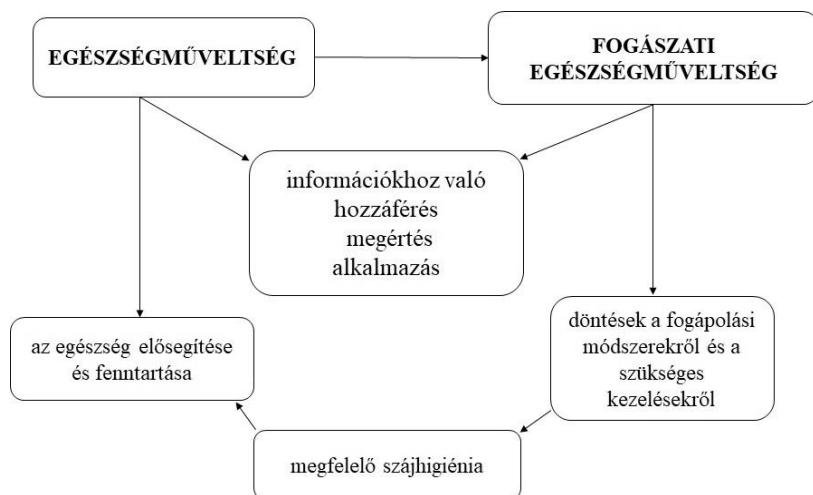 EGÉSZSÉGMŰVELTSÉG
FOGÁSZATI
EGÉSZSÉGMŰVELTSÉG
információkhoz való
hozzáférés
megértés
alkalmazás
az egészség elősegítése
és fenntartása
döntések a fogápolási
módszerekről és a
szükséges
kezelésekről
megfelelő szájhigiénia